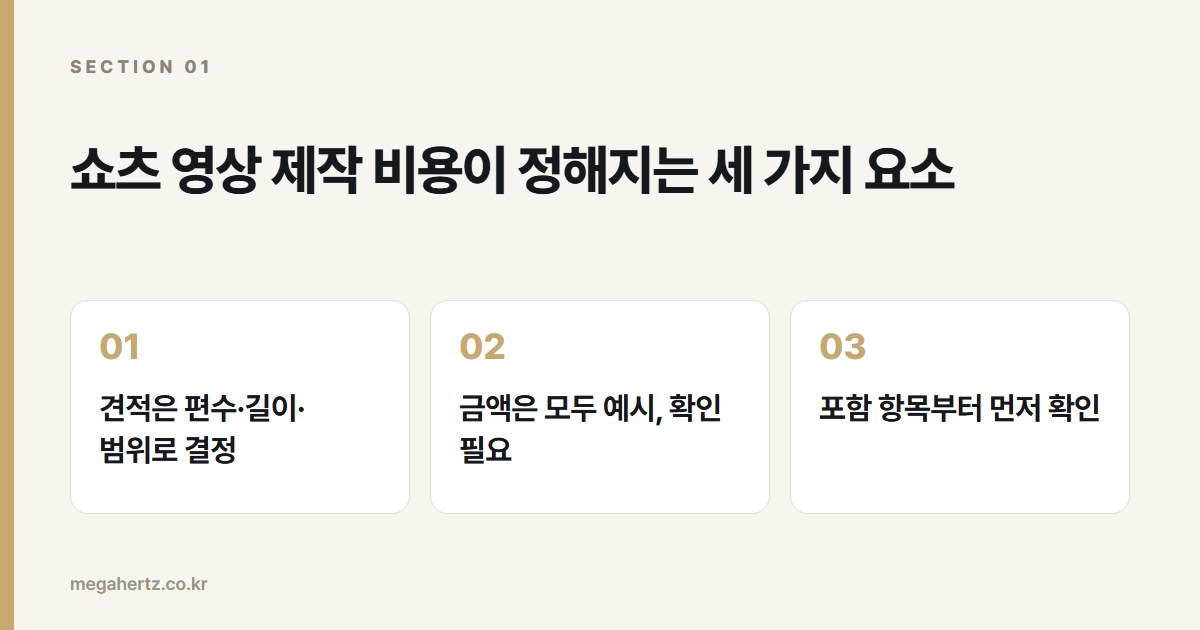 SECTION 01
쇼츠 영상 제작 비용이 정해지는 세 가지 요소
01
견적은 편수·길이·
범위로 결정
02
금액은 모두 예시, 확인
필요
03
포함 항목부터 먼저 확인
megahertz.co.kr